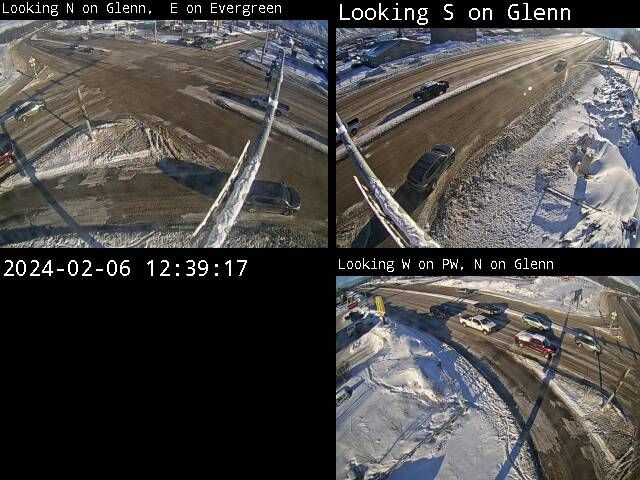 Looking N on Glenn,  E on Evergreen
Looking S on Glenn
2024-02-06 12:39:17
Looking W on PW, N on Glenn